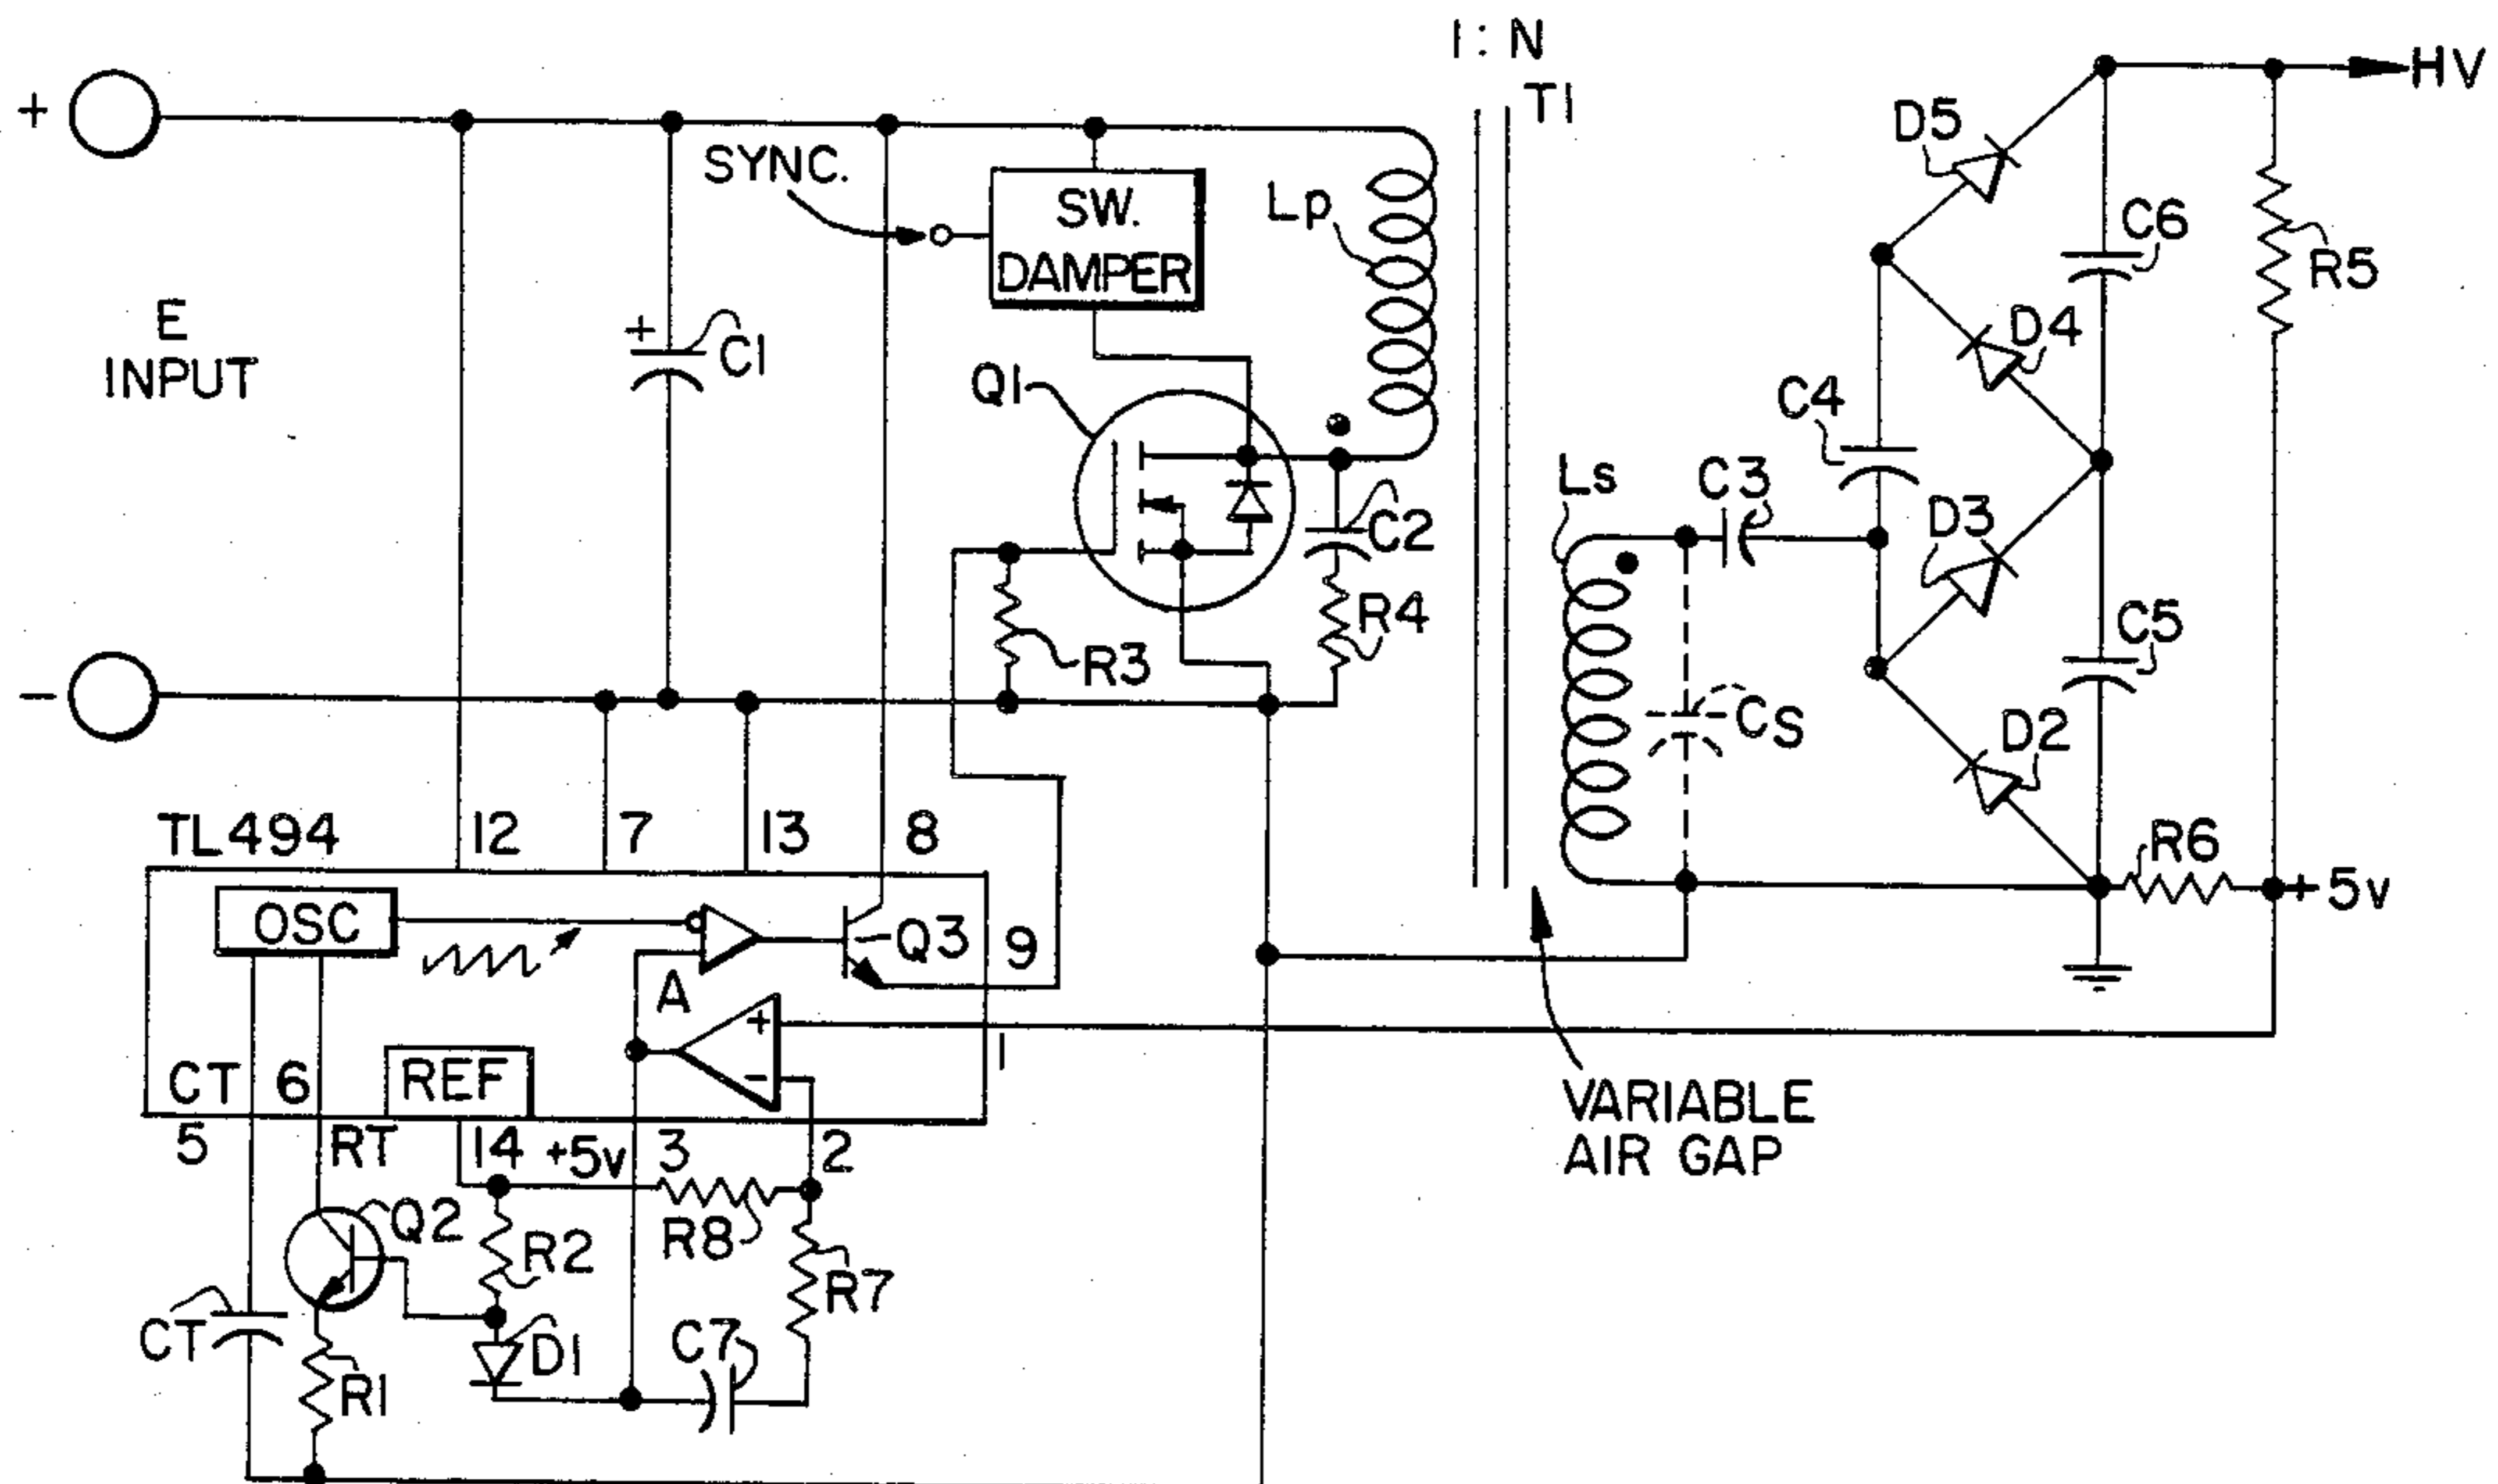 1 : N
T1
HV
+
SYNC.
SW.
DAMPER
Lp
D5
C6
R5
E
INPUT
+
C1
D4
Q1
C4
C2
Ls
C3
D3
R4
R3
C5
Cs
D2
−
TL494
12
7
13
8
R6
+5v
OSC
Q3
9
A
+
−
1
CT
6
REF
VARIABLE
AIR GAP
5
RT
14
+5v
3
2
Q2
R2
R8
R7
CT
D1
C7
R1